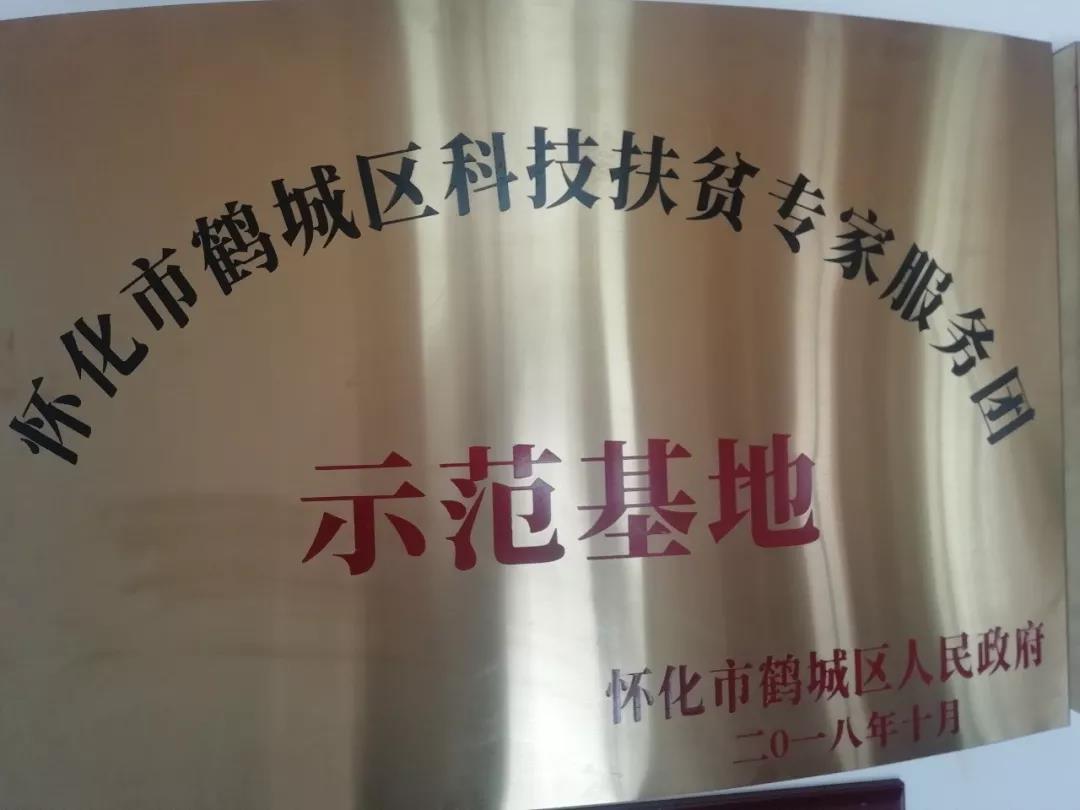 怀化市鹤城区科技扶贫专家服务团
示范基地
怀化市鹤城区人民政府
二0一八年十月